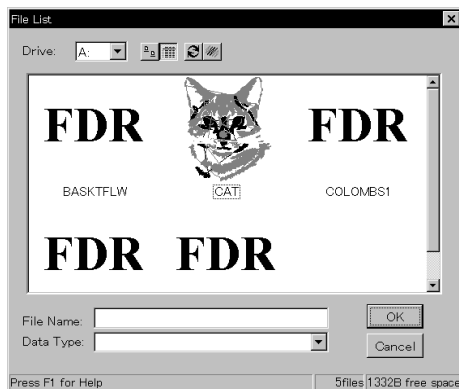 File List
Drive: A:
FDR FDR
BASKTFLW CAT COLOMBS1
FDR FDR
File Name:
OK
Data Type:
Cancel
Press F1 for Help 5files 1332B free space